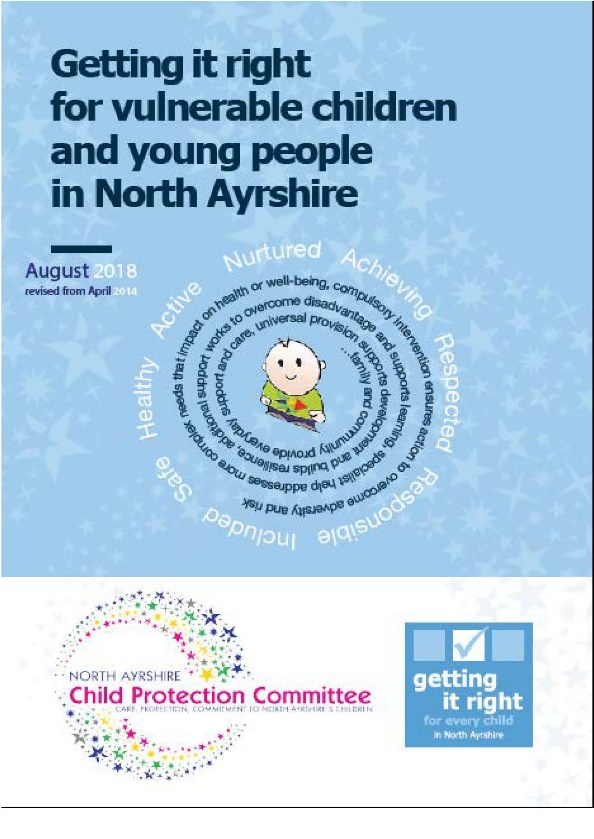 Getting it right
for vulnerable children
and young people
in North Ayrshire
August 2018
revised from April 2014
Safe Healthy Active Nurtured Achieving Respected Responsible Included
...family and community provide everyday support and care, universal provision supports development and builds resilience, additional support works to overcome disadvantage and supports learning, specialist help addresses more complex needs that impact on health or well-being, compulsory intervention ensures action to overcome adversity and risk
NORTH AYRSHIRE
Child Protection Committee
CARE, PROTECTION, COMMITMENT TO NORTH AYRSHIRE'S CHILDREN
getting
it right
for every child
in North Ayrshire